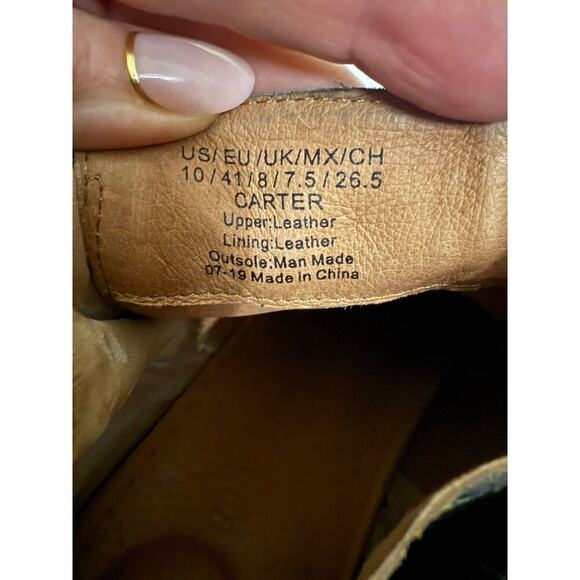 US/EU/UK/MX/CH
10/41/8/7.5/26.5
CARTER
Upper:Leather
Lining:Leather
Outsole:Man Made
07-19 Made in China